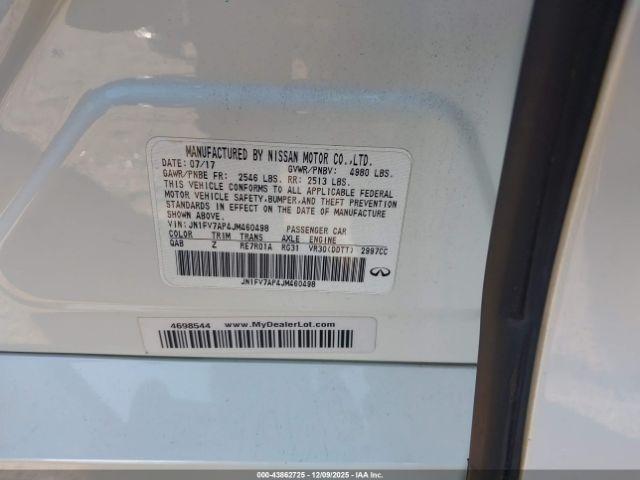 MANUFACTURED BY NISSAN MOTOR CO.,LTD.
DATE: 07/17 GVWR/PNBV: 4980 LBS.
GAWR/PNBE FR: 2546 LBS. RR: 2513 LBS.
THIS VEHICLE CONFORMS TO ALL APPLICABLE FEDERAL
MOTOR VEHICLE SAFETY,BUMPER,AND THEFT PREVENTION
STANDARDS IN EFFECT ON THE DATE OF MANUFACTURE
SHOWN ABOVE.
VIN:JN1FV7AP4JM460498 PASSENGER CAR
COLOR TRIM TRANS AXLE ENGINE
QAB Z RE7R01A RG31 VR30(DDTT) 2997CC
JN1FV7AP4JM460498
4698544 www.MyDealerLot.com
000-43862725 - 12/09/2025 - IAA, Inc.